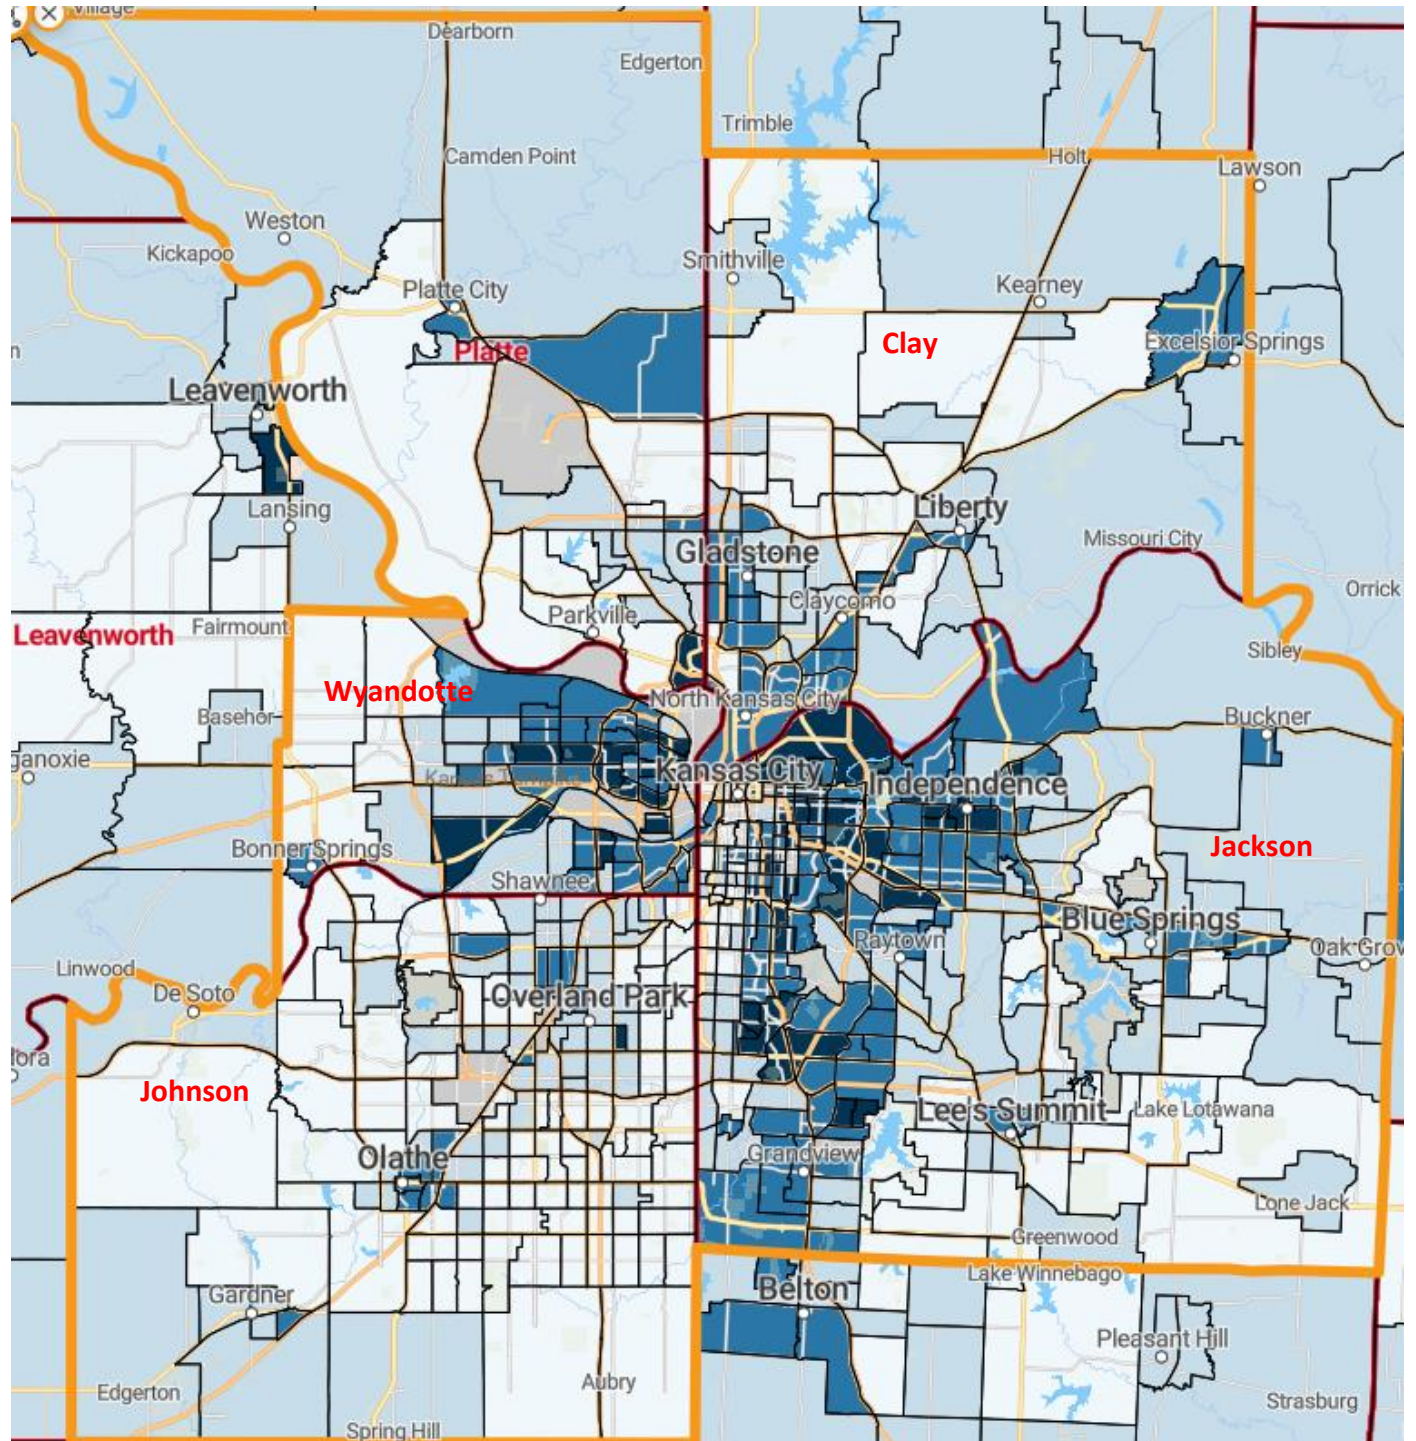 Village
Dearborn
Edgerton
Trimble
Camden Point
Holt
Lawson
Weston
Kickapoo
Smithville
Platte City
Kearney
Clay
Excelsior Springs
Platte
Leavenworth
Lansing
Liberty
Missouri City
Gladstone
Orrick
Claycomo
Parkville
Fairmount
Leavenworth
Sibley
Wyandotte
North Kansas City
Basehor
Buckner
ganoxie
Kansas City
Independence
Bonner Springs
Jackson
Shawnee
Blue Springs
Raytown
Oak Grov
Linwood
De Soto
Overland Park
dora
Johnson
Lee's Summit
Lake Lotawana
Olathe
Grandview
Lone Jack
Greenwood
Lake Winnebago
Belton
Gardner
Pleasant Hill
Aubry
Edgerton
Strasburg
Spring Hill